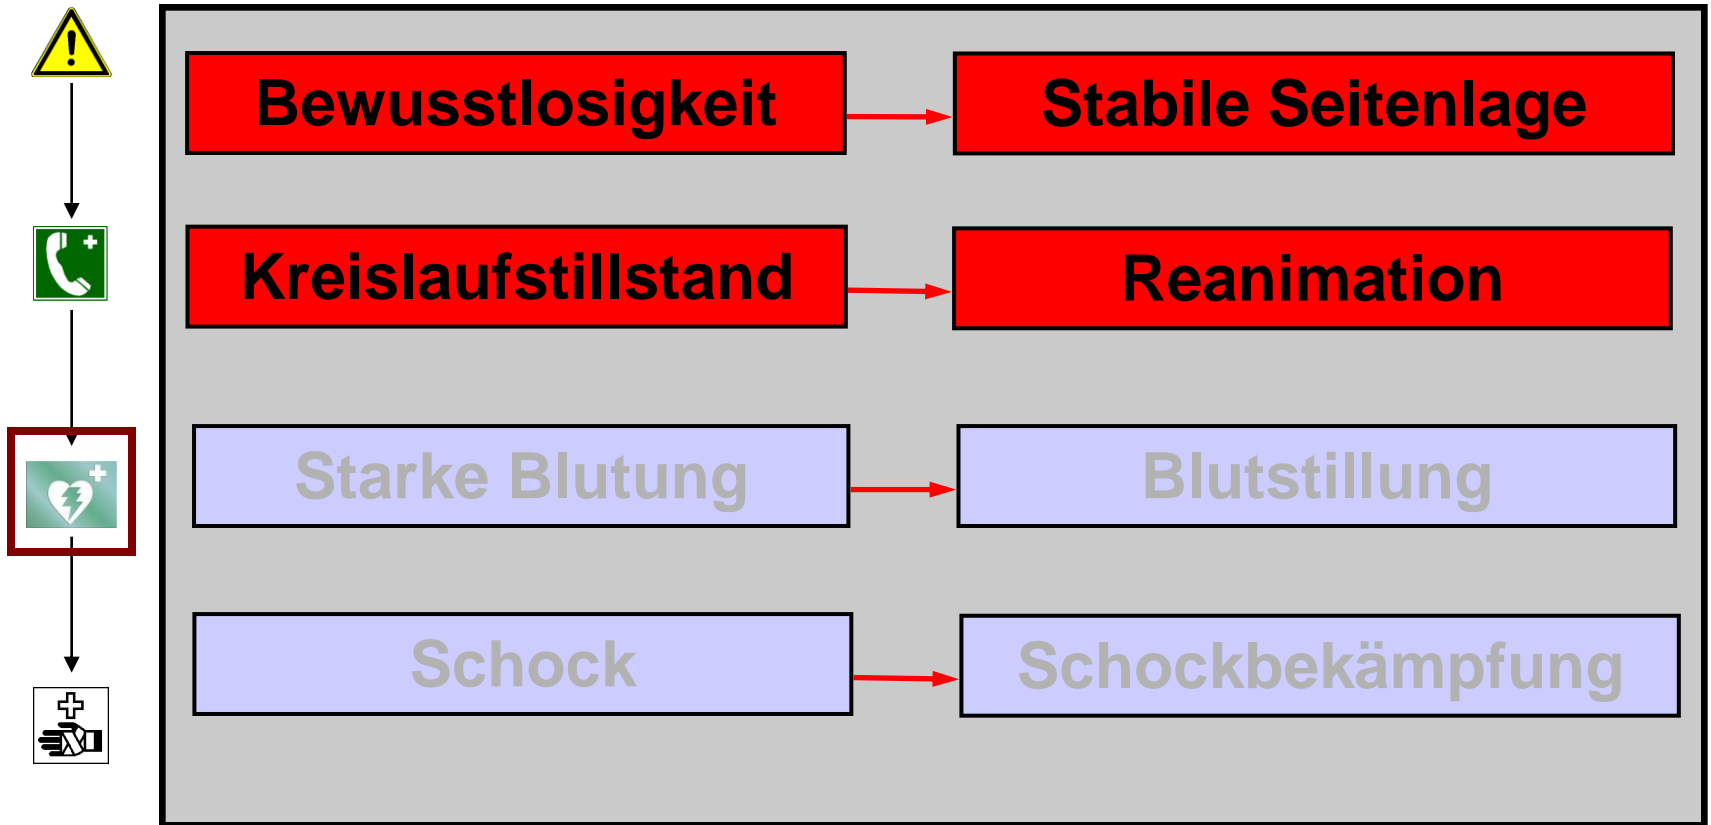 Bewusstlosigkeit
Stabile Seitenlage
Kreislaufstillstand
Reanimation
Starke Blutung
Blutstillung
Schock
Schockbekämpfung